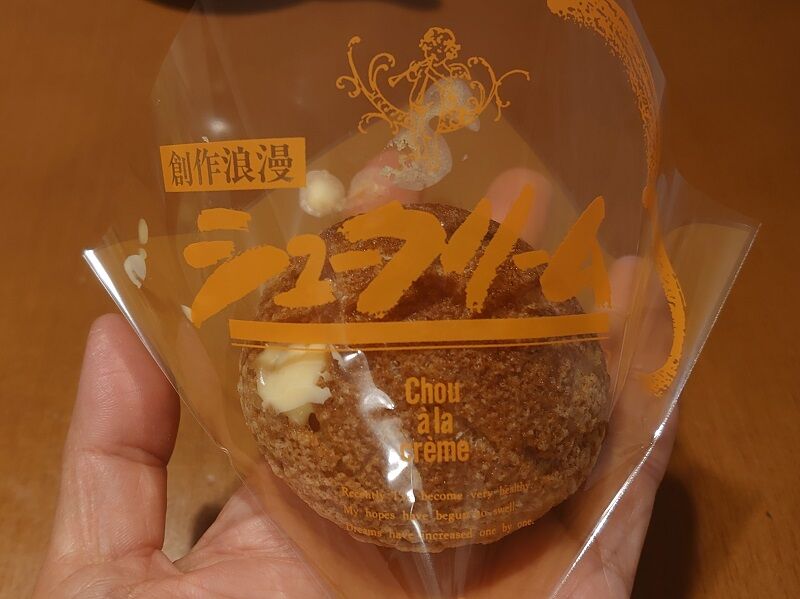 創作浪漫
シュークリーム
Chou
à la
crème
Recently I've become very healthy.
My hopes have begun to swell.
Dreams have increased one by one.